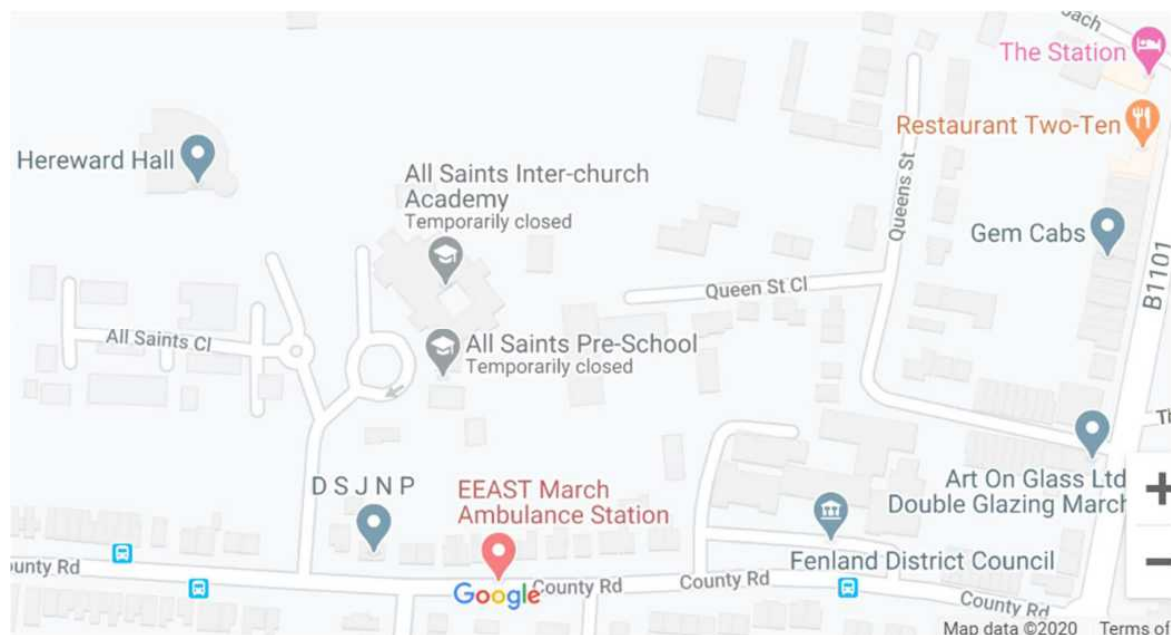 The Station
Restaurant Two-Ten
Hereward Hall
All Saints Inter-church
Academy
Temporarily closed
Queens St
Gem Cabs
B1101
Queen St Cl
All Saints Cl
All Saints Pre-School
Temporarily closed
D S J N P
EEAST March
Ambulance Station
Art On Glass Ltd
Double Glazing March
Fenland District Council
County Rd
Google
County Rd
County Rd
County Rd
Map data ©2020 Terms of